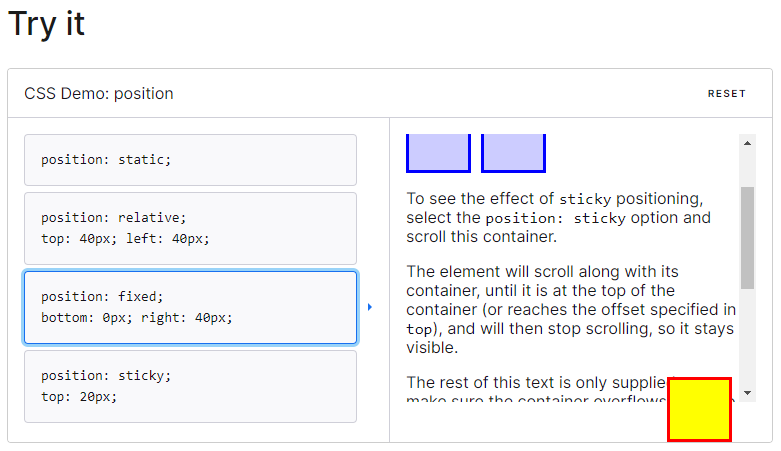 Try it
CSS Demo: position
RESET
position: static;
position: relative;
top: 40px; left: 40px;
position: fixed;
bottom: 0px; right: 40px;
position: sticky;
top: 20px;
To see the effect of sticky positioning,
select the position: sticky option and
scroll this container.
The element will scroll along with its
container, until it is at the top of the
container (or reaches the offset specified in
top), and will then stop scrolling, so it stays
visible.
The rest of this text is only supplied
make sure the container overflows